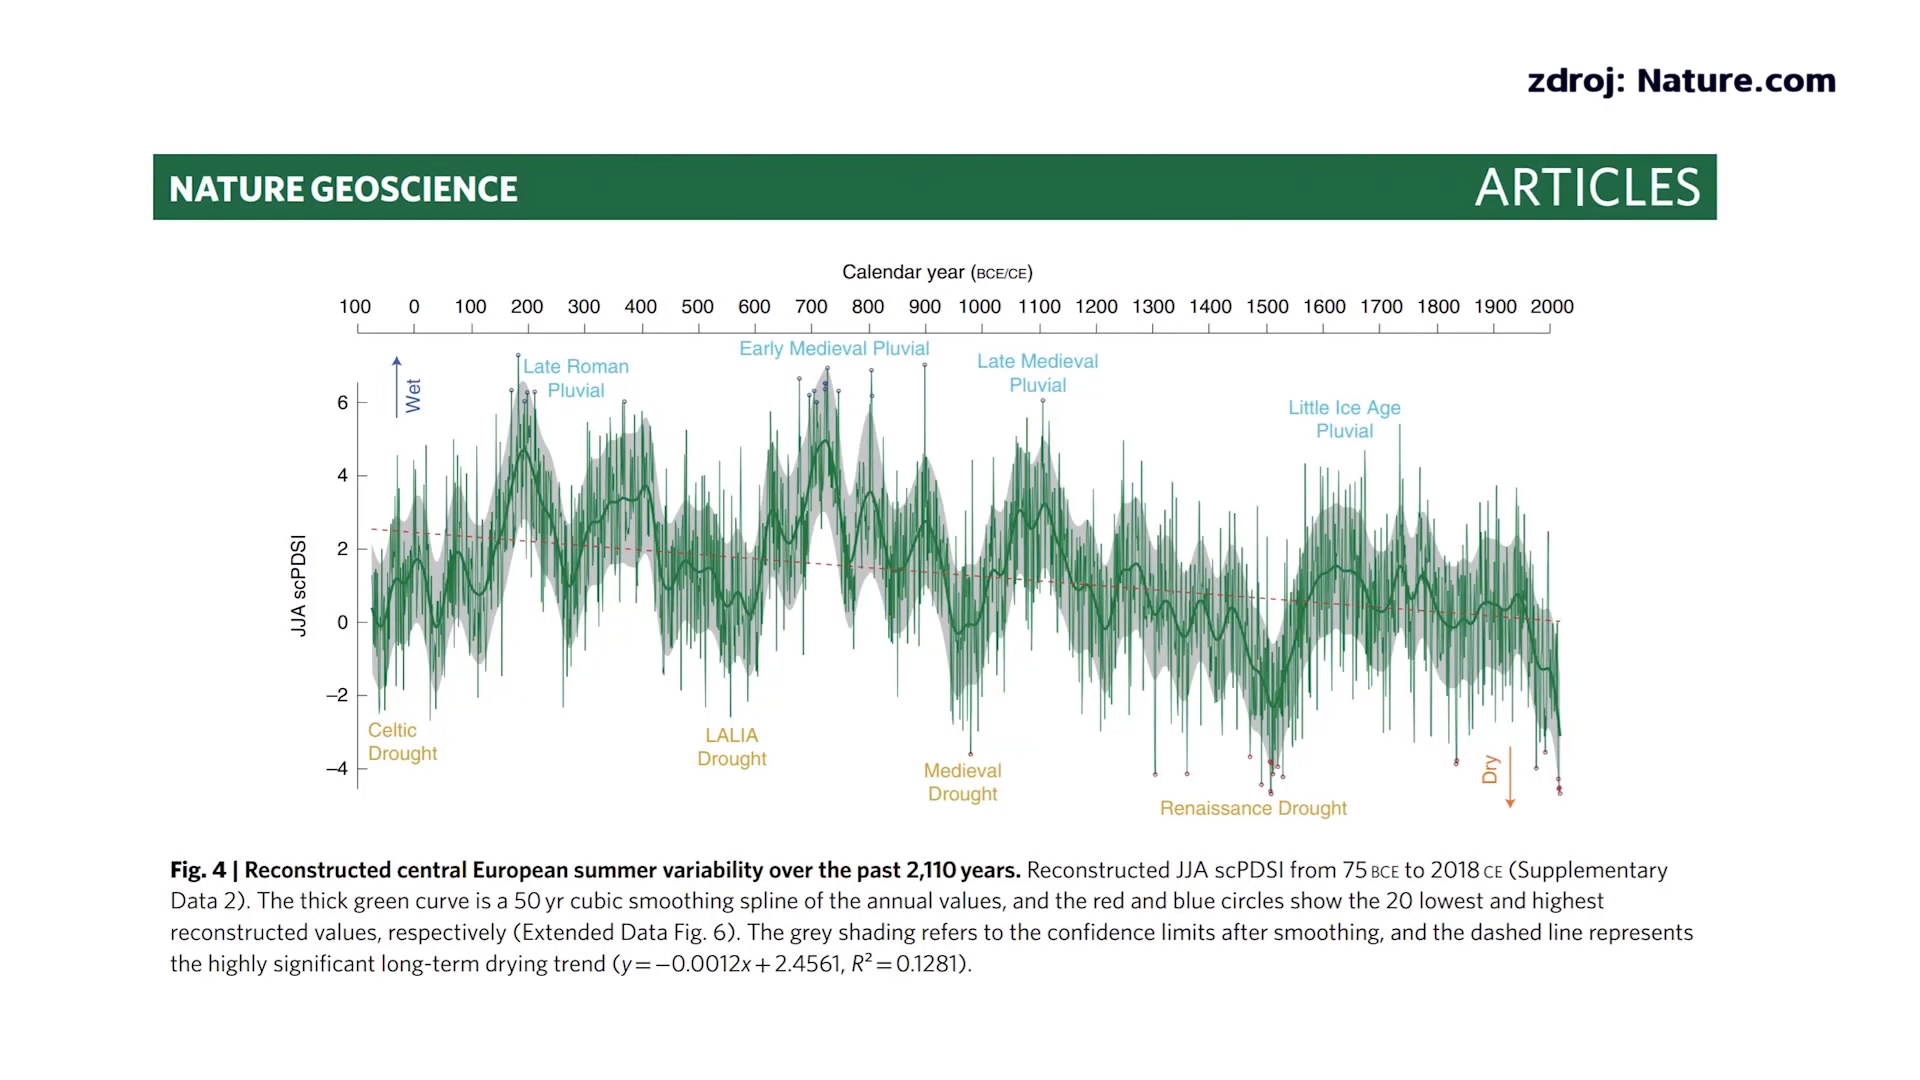 zdroj: Nature.com
NATURE GEOSCIENCE
ARTICLES
Calendar year (BCE/CE)
100 0 100 200 300 400 500 600 700 800 900 1000 1100 1200 1300 1400 1500 1600 1700 1800 1900 2000
Early Medieval Pluvial
Late Roman
Pluvial
Late Medieval
Pluvial
Little Ice Age
Pluvial
Wet
6
4
2
0
−2
−4
JJA scPDSI
Celtic
Drought
LALIA
Drought
Medieval
Drought
Renaissance Drought
Dry
Fig. 4 | Reconstructed central European summer variability over the past 2,110 years. Reconstructed JJA scPDSI from 75 BCE to 2018 CE (Supplementary
Data 2). The thick green curve is a 50 yr cubic smoothing spline of the annual values, and the red and blue circles show the 20 lowest and highest
reconstructed values, respectively (Extended Data Fig. 6). The grey shading refers to the confidence limits after smoothing, and the dashed line represents
the highly significant long-term drying trend (y = −0.0012x + 2.4561, R² = 0.1281).